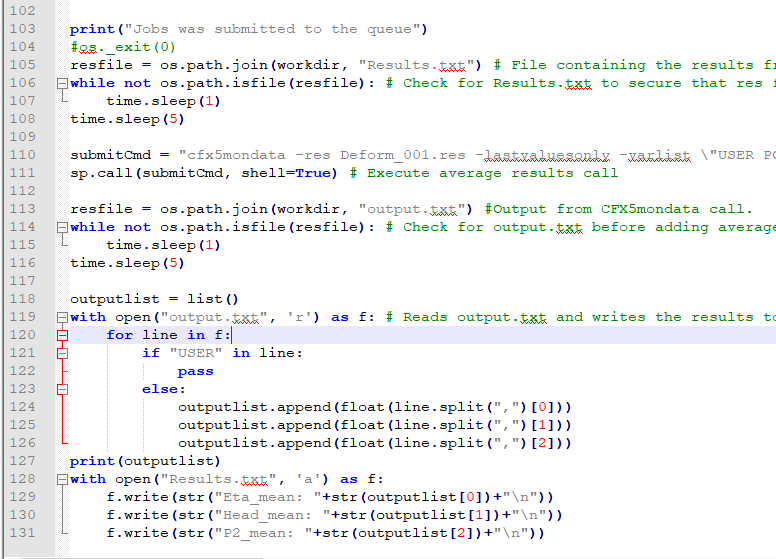 102
103 print("Jobs was submitted to the queue")
104 #os._exit(0)
105 resfile = os.path.join(workdir, "Results.txt") # File containing the results
106 while not os.path.isfile(resfile): # Check for Results.txt to secure that res
107 time.sleep(1)
108 time.sleep(5)
109
110 submitCmd = "cfx5mondata -res Deform_001.res -lastvaluesonly -varlist \"USER
111 sp.call(submitCmd, shell=True) # Execute average results call
112
113 resfile = os.path.join(workdir, "output.txt") #Output from CFX5mondata call.
114 while not os.path.isfile(resfile): # Check for output.txt before adding average
115 time.sleep(1)
116 time.sleep(5)
117
118 outputlist = list()
119 with open("output.txt", 'r') as f: # Reads output.txt and writes the results
120 for line in f:
121 if "USER" in line:
122 pass
123 else:
124 outputlist.append(float(line.split(",")[0]))
125 outputlist.append(float(line.split(",")[1]))
126 outputlist.append(float(line.split(",")[2]))
127 print(outputlist)
128 with open("Results.txt", 'a') as f:
129 f.write(str("Eta_mean: "+str(outputlist[0])+"\n"))
130 f.write(str("Head_mean: "+str(outputlist[1])+"\n"))
131 f.write(str("P2_mean: "+str(outputlist[2])+"\n"))